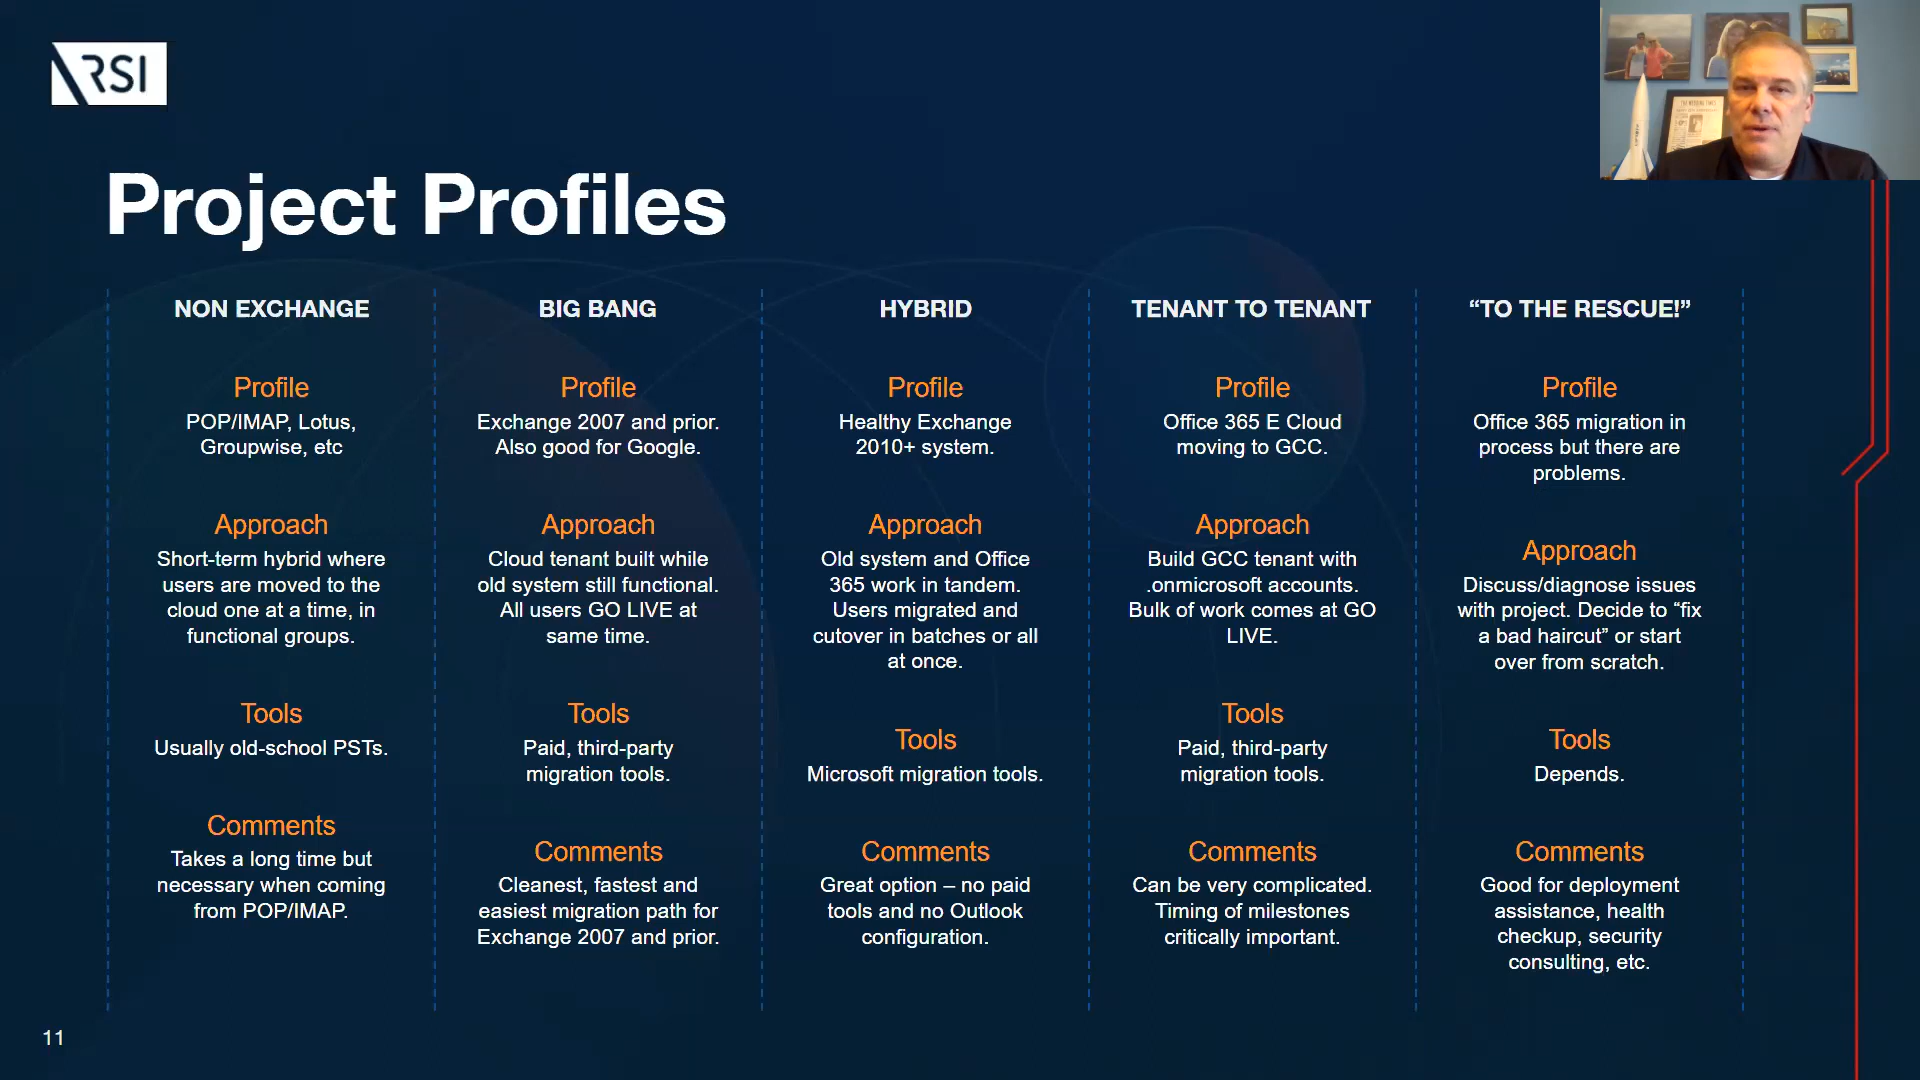 RSI
Project Profiles
NON EXCHANGE
Profile
POP/IMAP, Lotus,
Groupwise, etc
Approach
Short-term hybrid where
users are moved to the
cloud one at a time, in
functional groups.
Tools
Usually old-school PSTs.
Comments
Takes a long time but
necessary when coming
from POP/IMAP.
BIG BANG
Profile
Exchange 2007 and prior.
Also good for Google.
Approach
Cloud tenant built while
old system still functional.
All users GO LIVE at
same time.
Tools
Paid, third-party
migration tools.
Comments
Cleanest, fastest and
easiest migration path for
Exchange 2007 and prior.
HYBRID
Profile
Healthy Exchange
2010+ system.
Approach
Old system and Office
365 work in tandem.
Users migrated and
cutover in batches or all
at once.
Tools
Microsoft migration tools.
Comments
Great option – no paid
tools and no Outlook
configuration.
TENANT TO TENANT
Profile
Office 365 E Cloud
moving to GCC.
Approach
Build GCC tenant with
.onmicrosoft accounts.
Bulk of work comes at GO
LIVE.
Tools
Paid, third-party
migration tools.
Comments
Can be very complicated.
Timing of milestones
critically important.
“TO THE RESCUE!”
Profile
Office 365 migration in
process but there are
problems.
Approach
Discuss/diagnose issues
with project. Decide to “fix
a bad haircut” or start
over from scratch.
Tools
Depends.
Comments
Good for deployment
assistance, health
checkup, security
consulting, etc.
11